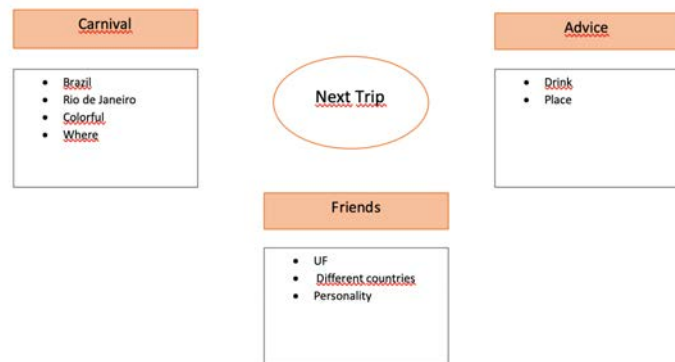 Carnival
Brazil
Rio de Janeiro
Colorful
Where
Next Trip
Advice
Drink
Place
Friends
UF
Different countries
Personality